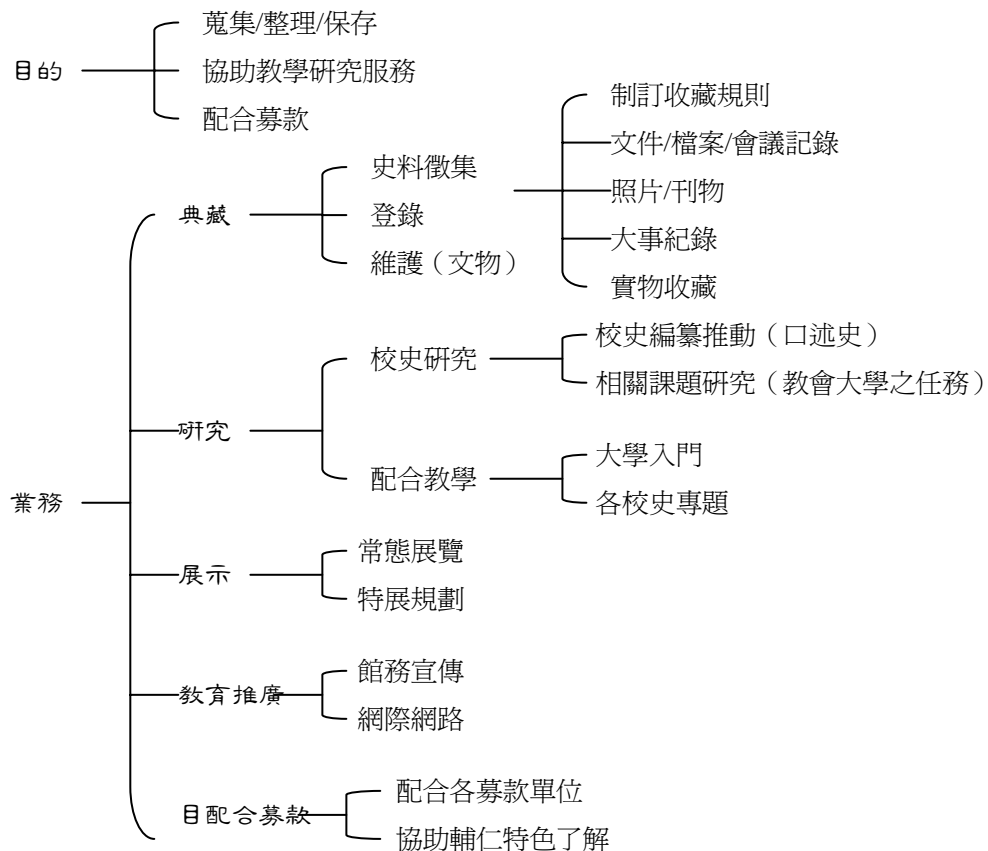 目的
蒐集/整理/保存
協助教學研究服務
配合募款
業務
典藏
史料徵集
登錄
維護（文物）
制訂收藏規則
文件/檔案/會議記錄
照片/刊物
大事紀錄
實物收藏
研究
校史研究
校史編纂推動（口述史）
相關課題研究（教會大學之任務）
配合教學
大學入門
各校史專題
展示
常態展覽
特展規劃
教育推廣
館務宣傳
網際網路
目配合募款
配合各募款單位
協助輔仁特色了解